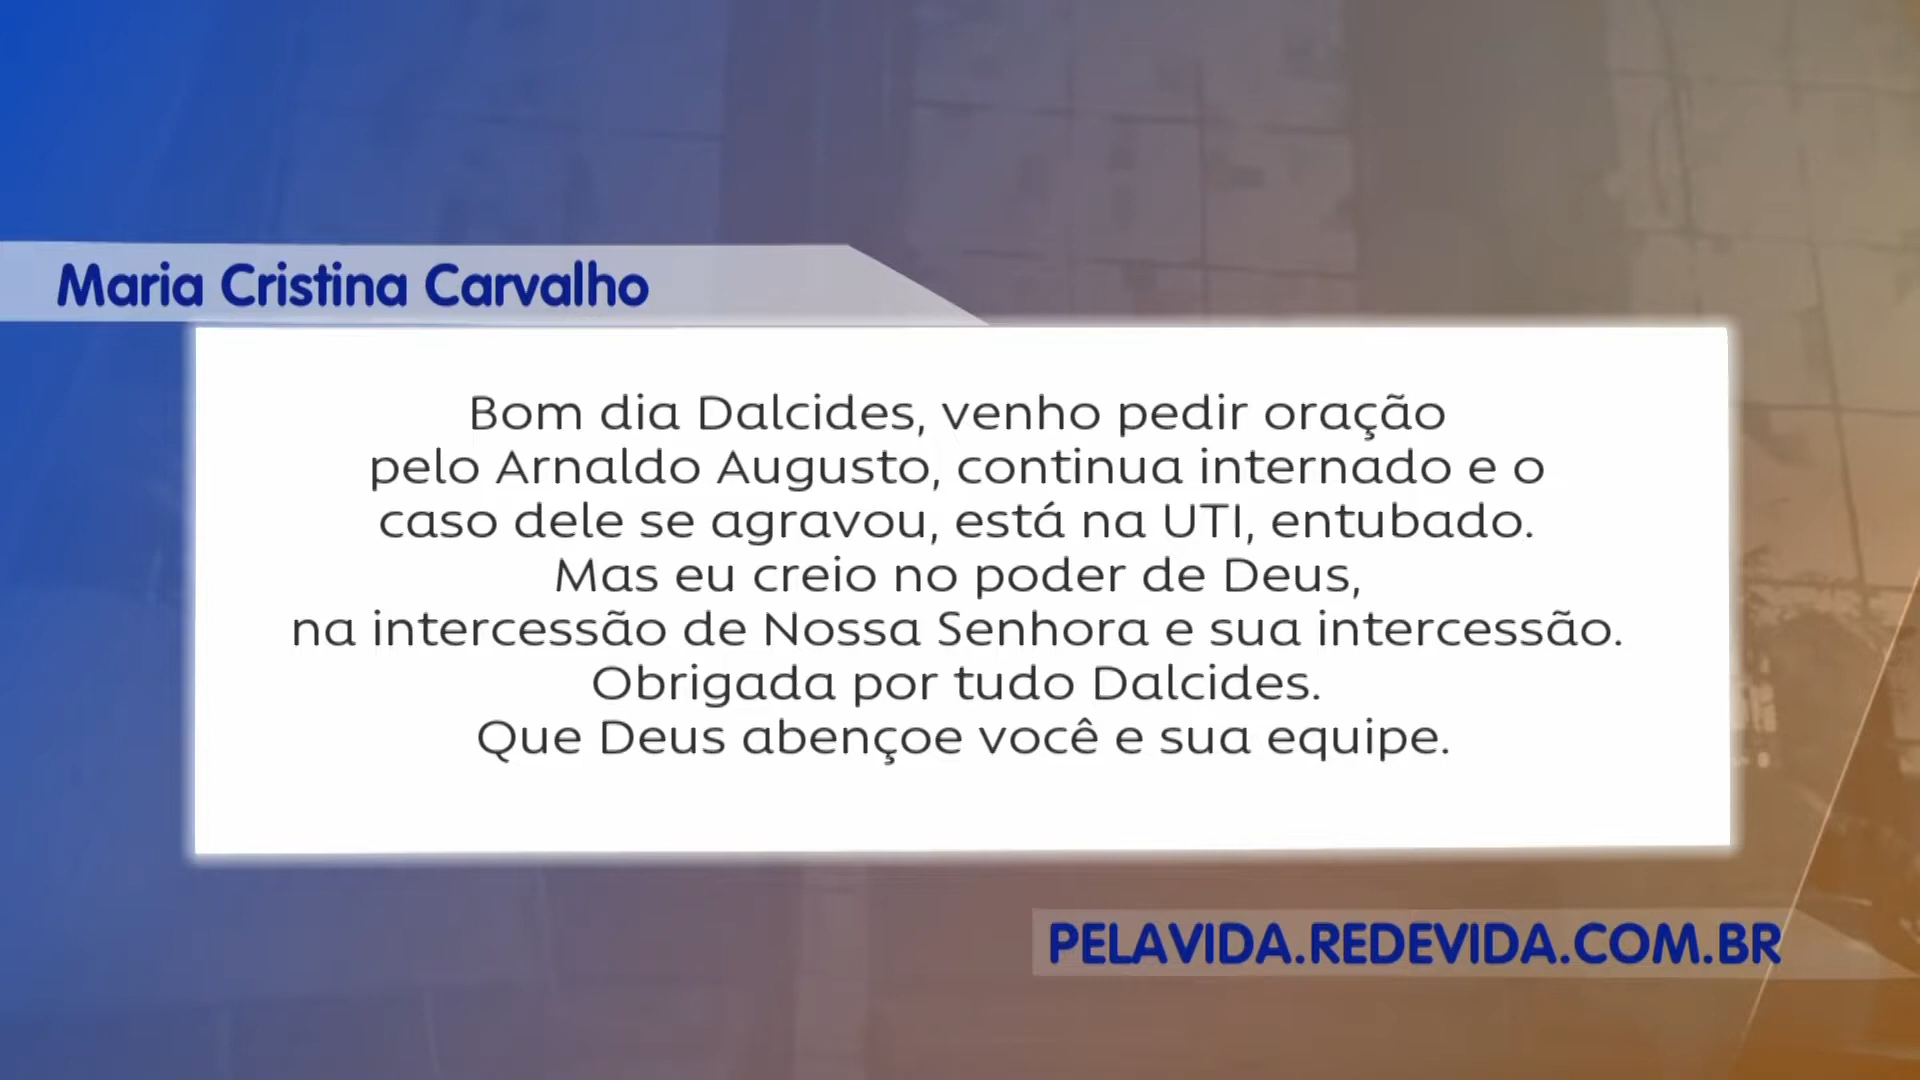 Maria Cristina Carvalho
Bom dia Dalcides, venho pedir oração
pelo Arnaldo Augusto, continua internado e o
caso dele se agravou, está na UTI, entubado.
Mas eu creio no poder de Deus,
na intercessão de Nossa Senhora e sua intercessão.
Obrigada por tudo Dalcides.
Que Deus abençoe você e sua equipe.
PELAVIDA.REDEVIDA.COM.BR